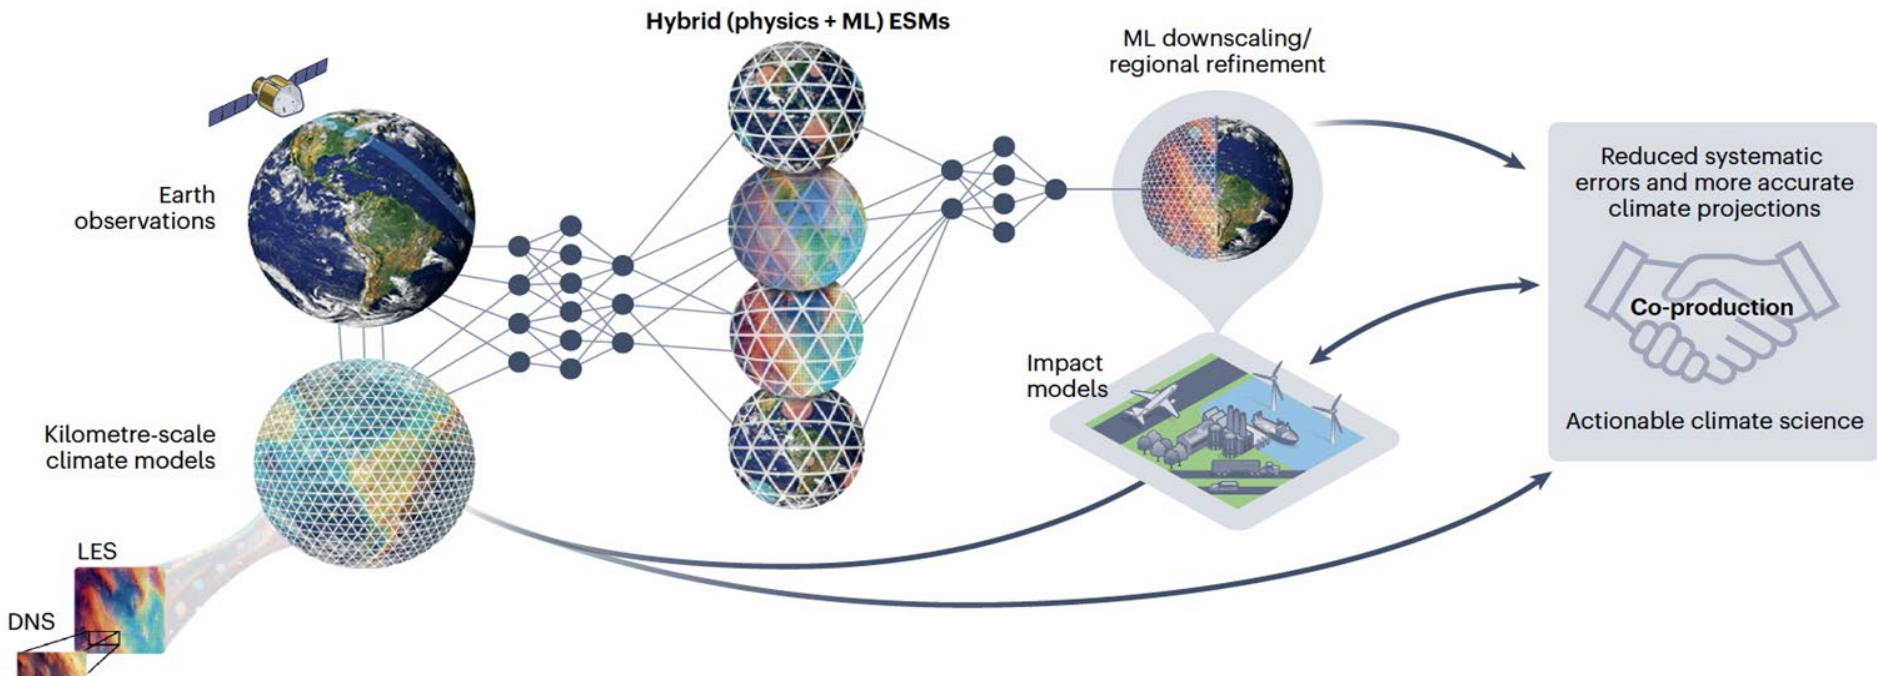 Hybrid (physics + ML) ESMs
ML downscaling/
regional refinement
Earth
observations
Reduced systematic
errors and more accurate
climate projections
Co-production
Actionable climate science
Impact
models
Kilometre-scale
climate models
LES
DNS